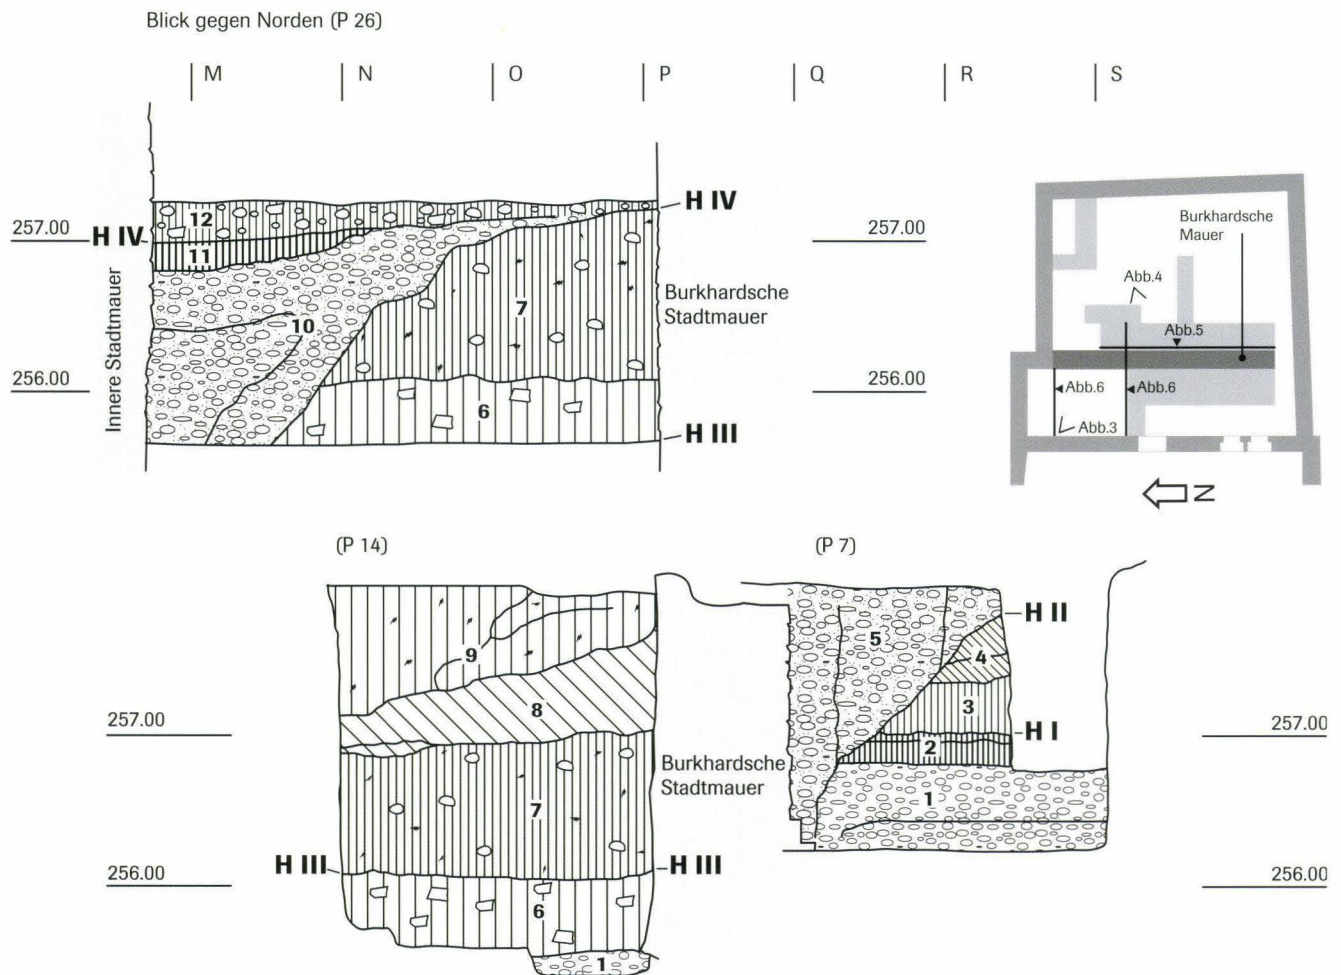 Blick gegen Norden (P 26)
M N O P Q R S
H IV
257.00 H IV 12 257.00
11
Innere Stadtmauer
10
7
Burkhardsche
Stadtmauer
256.00 256.00
6
H III
Burkhardsche
Mauer
Abb.4
Abb.5
Abb.6 Abb.6
Abb.3
N
(P 14) (P 7)
H II
5
4
9
8
3
257.00 H I 257.00
2
Burkhardsche
Stadtmauer
1
7
H III H III
256.00 256.00
6
1